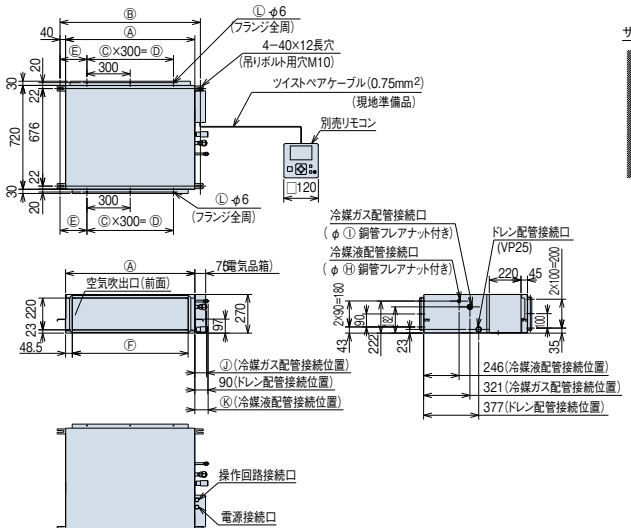 Ⓑ
Ⓐ
40
Ⓔ
Ⓒ×300=Ⓓ
300
20
30
22
720
676
22
30
20
300
Ⓔ
Ⓒ×300=Ⓓ
Ⓛ-φ6
(フランジ全周)
4-40×12長穴
(吊りボルト用穴M10)
ツイストペアケーブル(0.75mm²)
(現地準備品)
別売リモコン
□120
Ⓛ-φ6
(フランジ全周)
サ
Ⓐ
75(電気品箱)
空気吹出口(前面)
220
23
48.5
Ⓕ
97
270
Ⓙ(冷媒ガス配管接続位置)
90(ドレン配管接続位置)
Ⓚ(冷媒液配管接続位置)
冷媒ガス配管接続口
(φⒾ銅管フレアナット付き)
冷媒液配管接続口
(φⒽ銅管フレアナット付き)
ドレン配管接続口
(VP25)
220
45
2×100=200
100
35
2×90=180
90
43
222
182
23
246(冷媒液配管接続位置)
321(冷媒ガス配管接続位置)
377(ドレン配管接続位置)
操作回路接続口
電源接続口